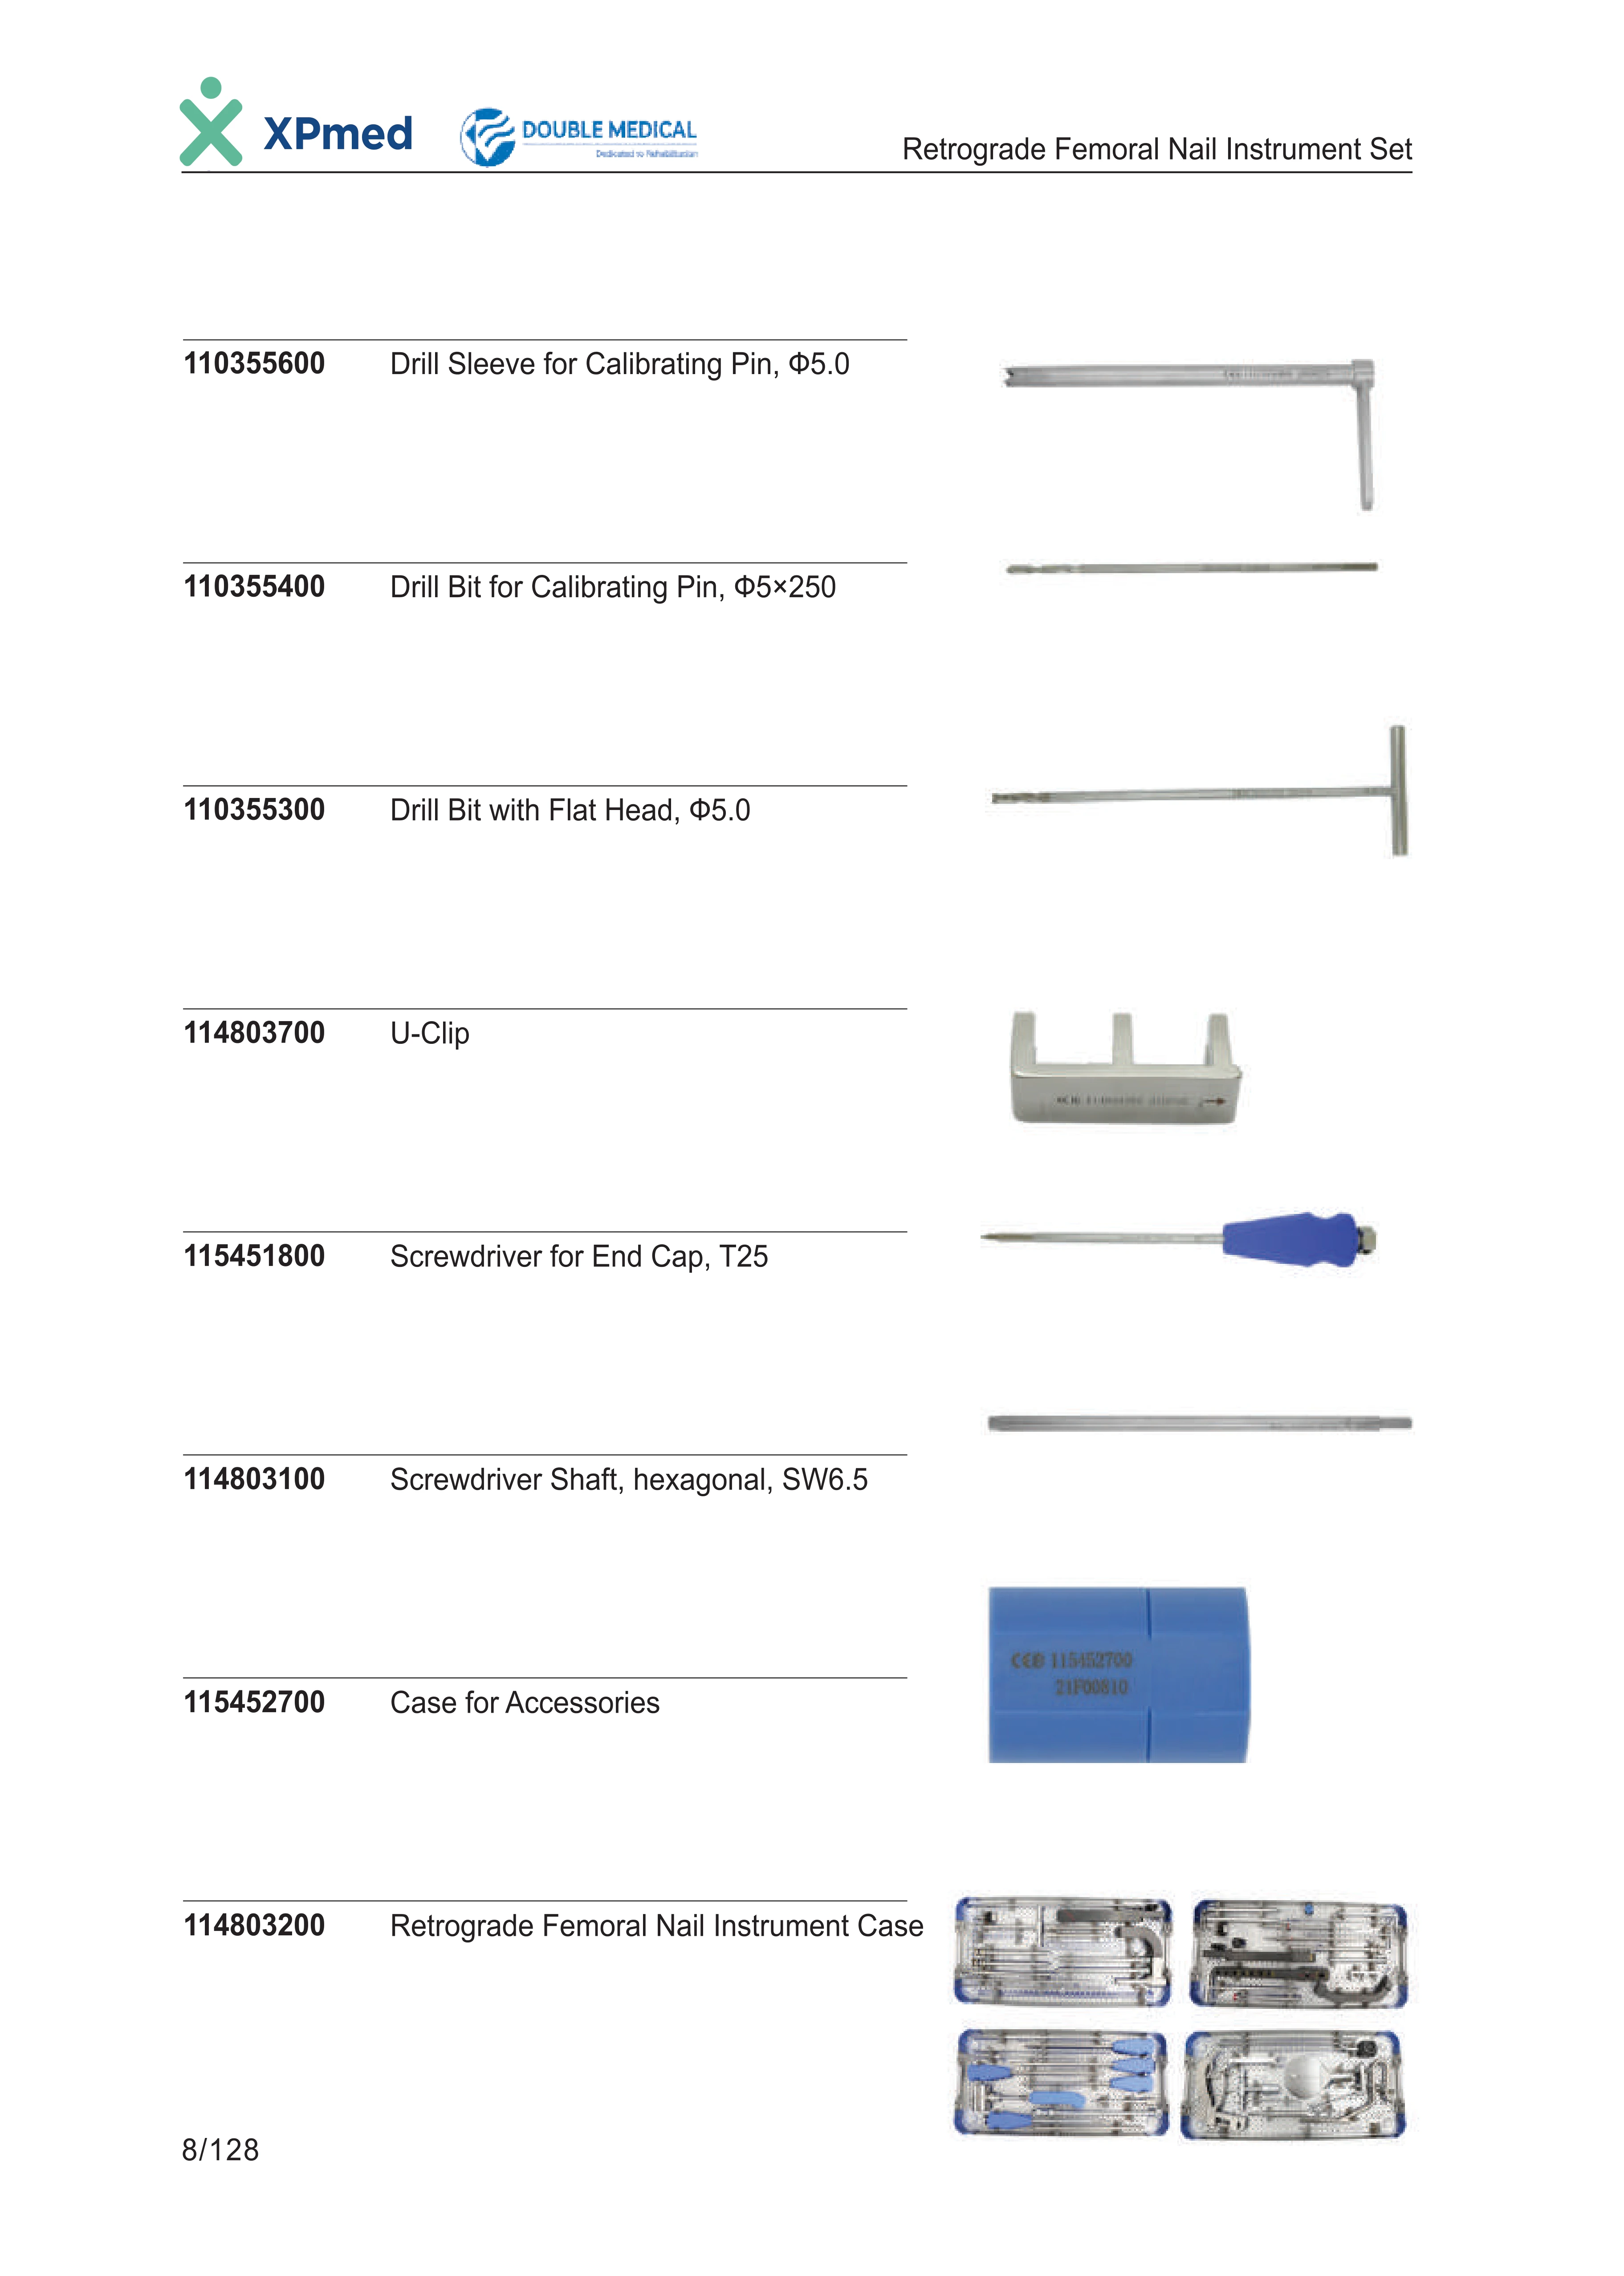 XPmed
DOUBLE MEDICAL
Dedicated to Rehabilitation
Retrograde Femoral Nail Instrument Set
110355600 Drill Sleeve for Calibrating Pin, Φ5.0
110355400 Drill Bit for Calibrating Pin, Φ5×250
110355300 Drill Bit with Flat Head, Φ5.0
114803700 U-Clip
115451800 Screwdriver for End Cap, T25
114803100 Screwdriver Shaft, hexagonal, SW6.5
115452700
21F00810
115452700 Case for Accessories
114803200 Retrograde Femoral Nail Instrument Case
8/128